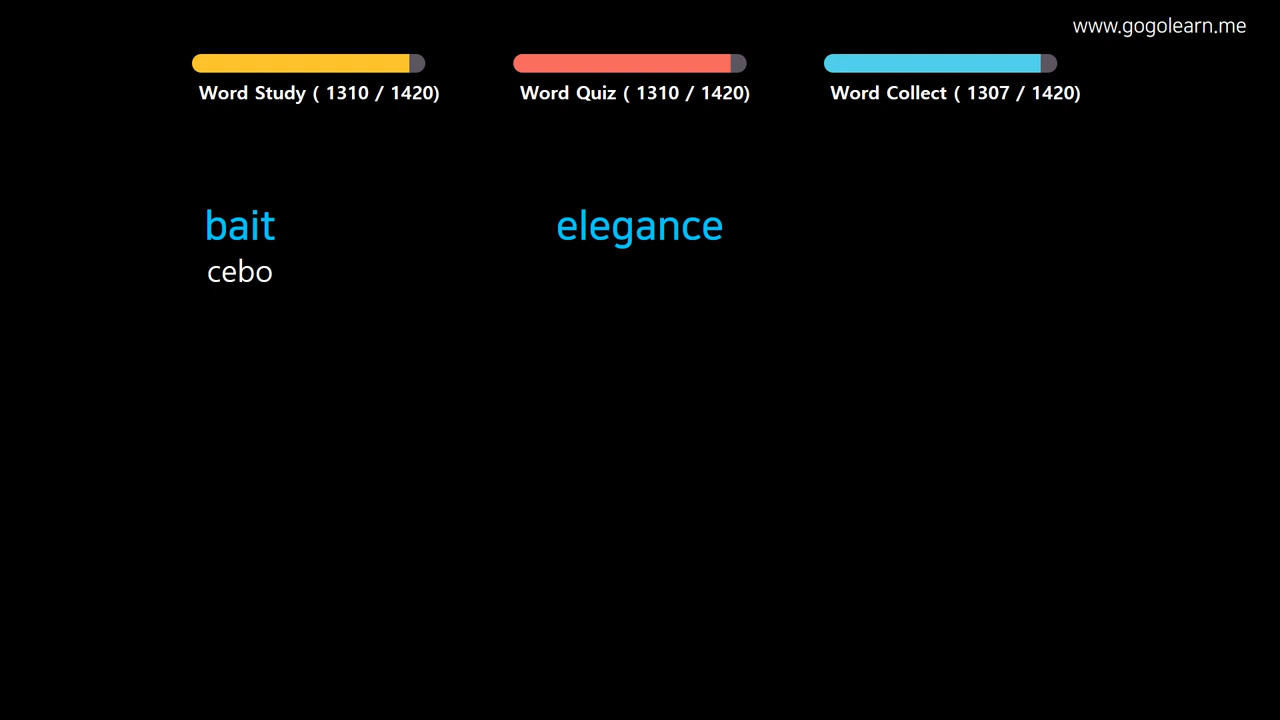 www.gogolearn.me
Word Study ( 1310 / 1420)
Word Quiz ( 1310 / 1420)
Word Collect ( 1307 / 1420)
bait
cebo
elegance